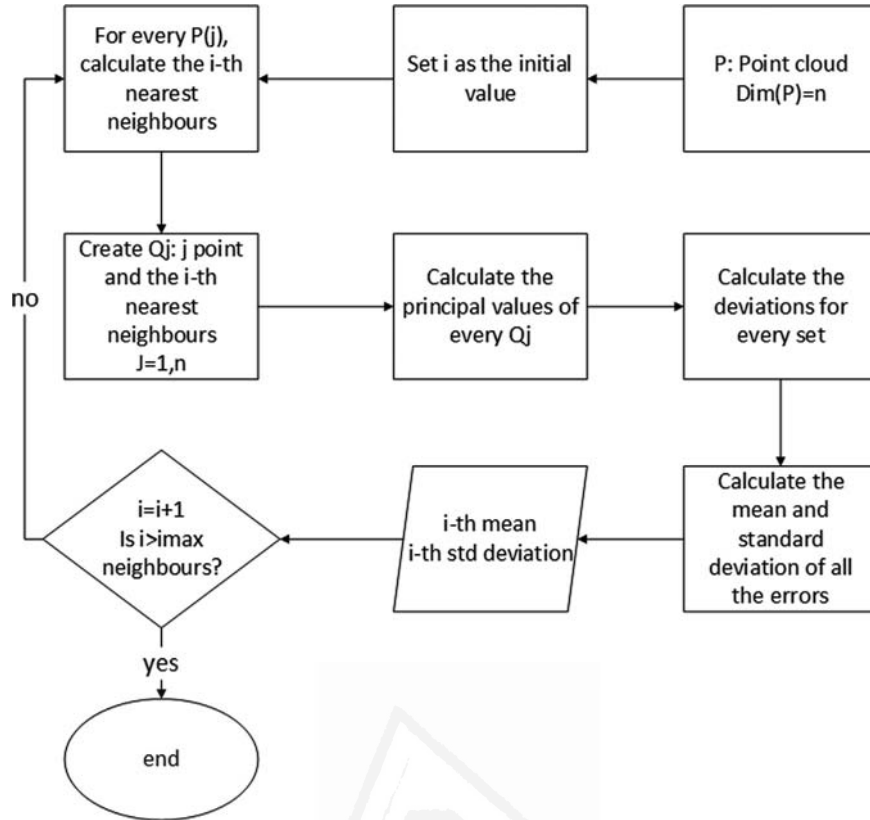 For every P(j),
calculate the i-th
nearest
neighbours
Set i as the initial
value
P: Point cloud
Dim(P)=n
Create Qj: j point
and the i-th
nearest
neighbours
J=1,n
Calculate the
principal values of
every Qj
Calculate the
deviations for
every set
no
i=i+1
Is i>imax
neighbours?
i-th mean
i-th std deviation
Calculate the
mean and
standard
deviation of all
the errors
yes
end